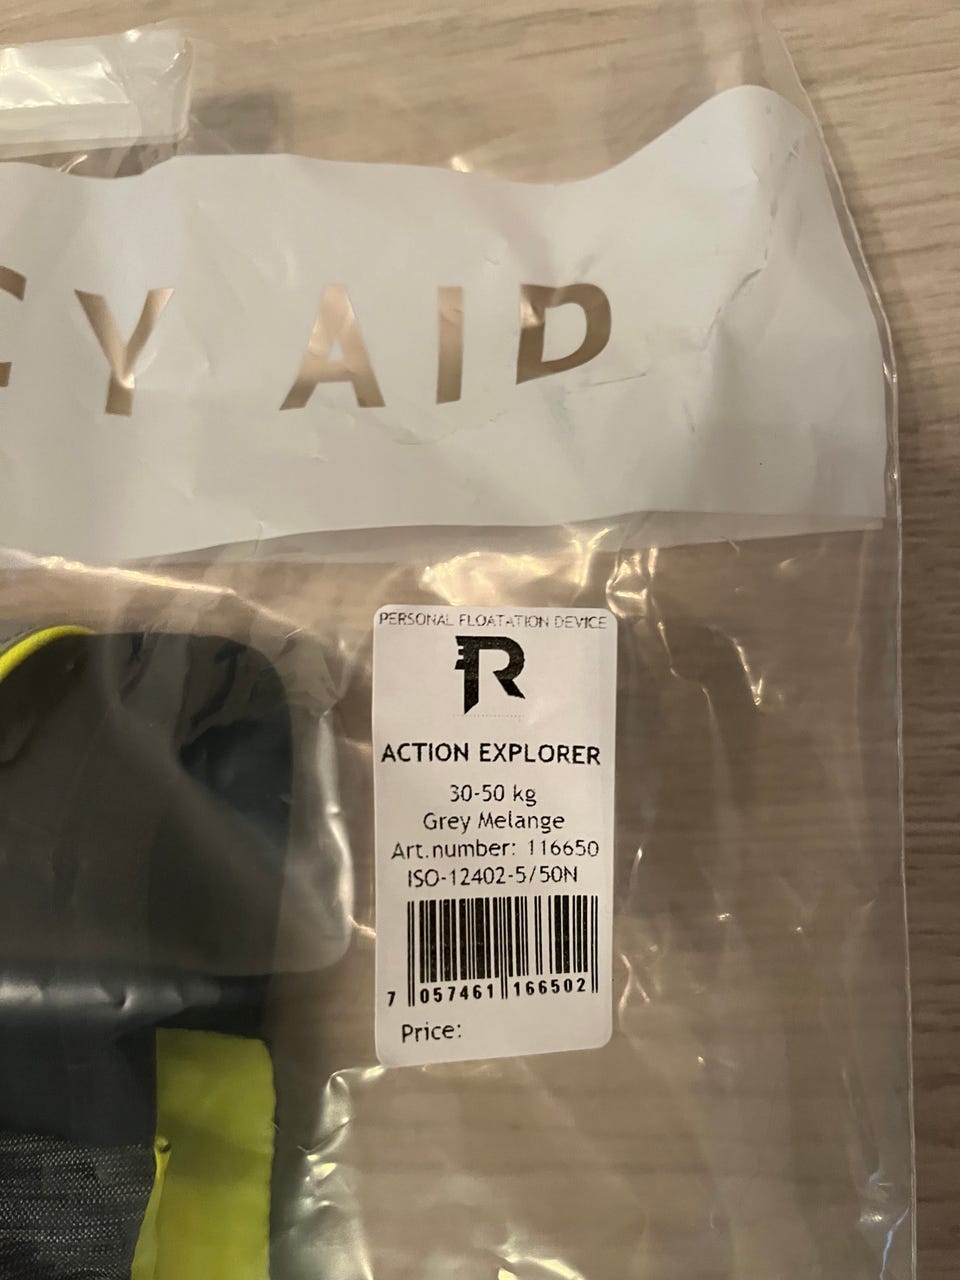 CY AID
PERSONAL FLOATATION DEVICE
R
ACTION EXPLORER
30-50 kg
Grey Melange
Art.number: 116650
ISO-12402-5/50N
7 057461 166502
Price: